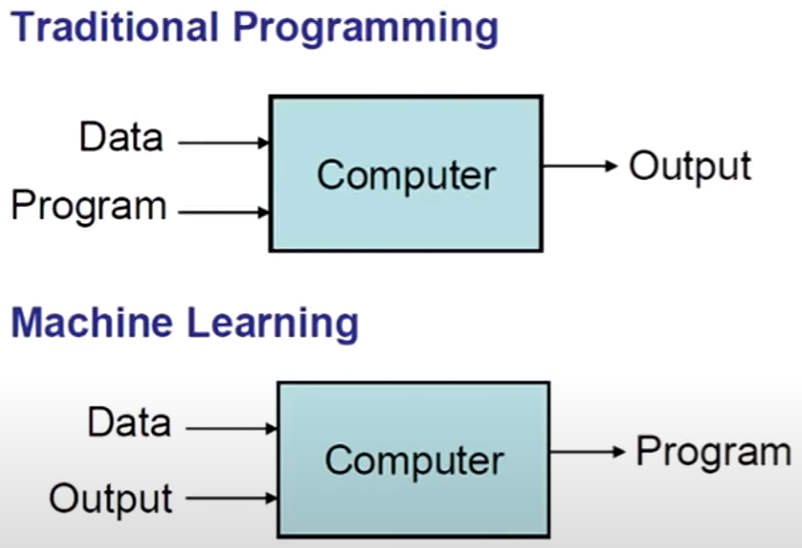 Traditional Programming
Data
Program
Computer
Output
Machine Learning
Data
Output
Computer
Program